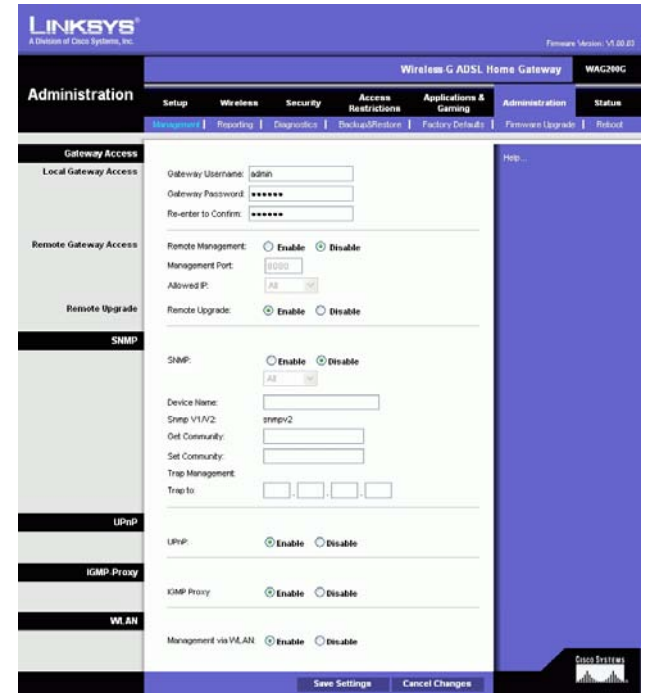 LINKSYS®
A Division of Cisco Systems, Inc.
Firmware Version: V1.00.03
Wireless-G ADSL Home Gateway WAG200G
Administration
Setup Wireless Security Access Restrictions Applications & Gaming Administration Status
Management | Reporting | Diagnostics | Backup&Restore | Factory Defaults | Firmware Upgrade | Reboot
Gateway Access
Help...
Local Gateway Access
Gateway Username: admin
Gateway Password: ••••••
Re-enter to Confirm: ••••••
Remote Gateway Access
Remote Management: Enable Disable
Management Port: 8080
Allowed IP: All
Remote Upgrade
Remote Upgrade: Enable Disable
SNMP
SNMP: Enable Disable
All
Device Name:
Snmp V1/V2: snmpv2
Get Community:
Set Community:
Trap Management:
Trap to: . . .
UPnP
UPnP: Enable Disable
IGMP-Proxy
IGMP Proxy Enable Disable
WLAN
Management via WLAN: Enable Disable
Save Settings Cancel Changes
CISCO SYSTEMS